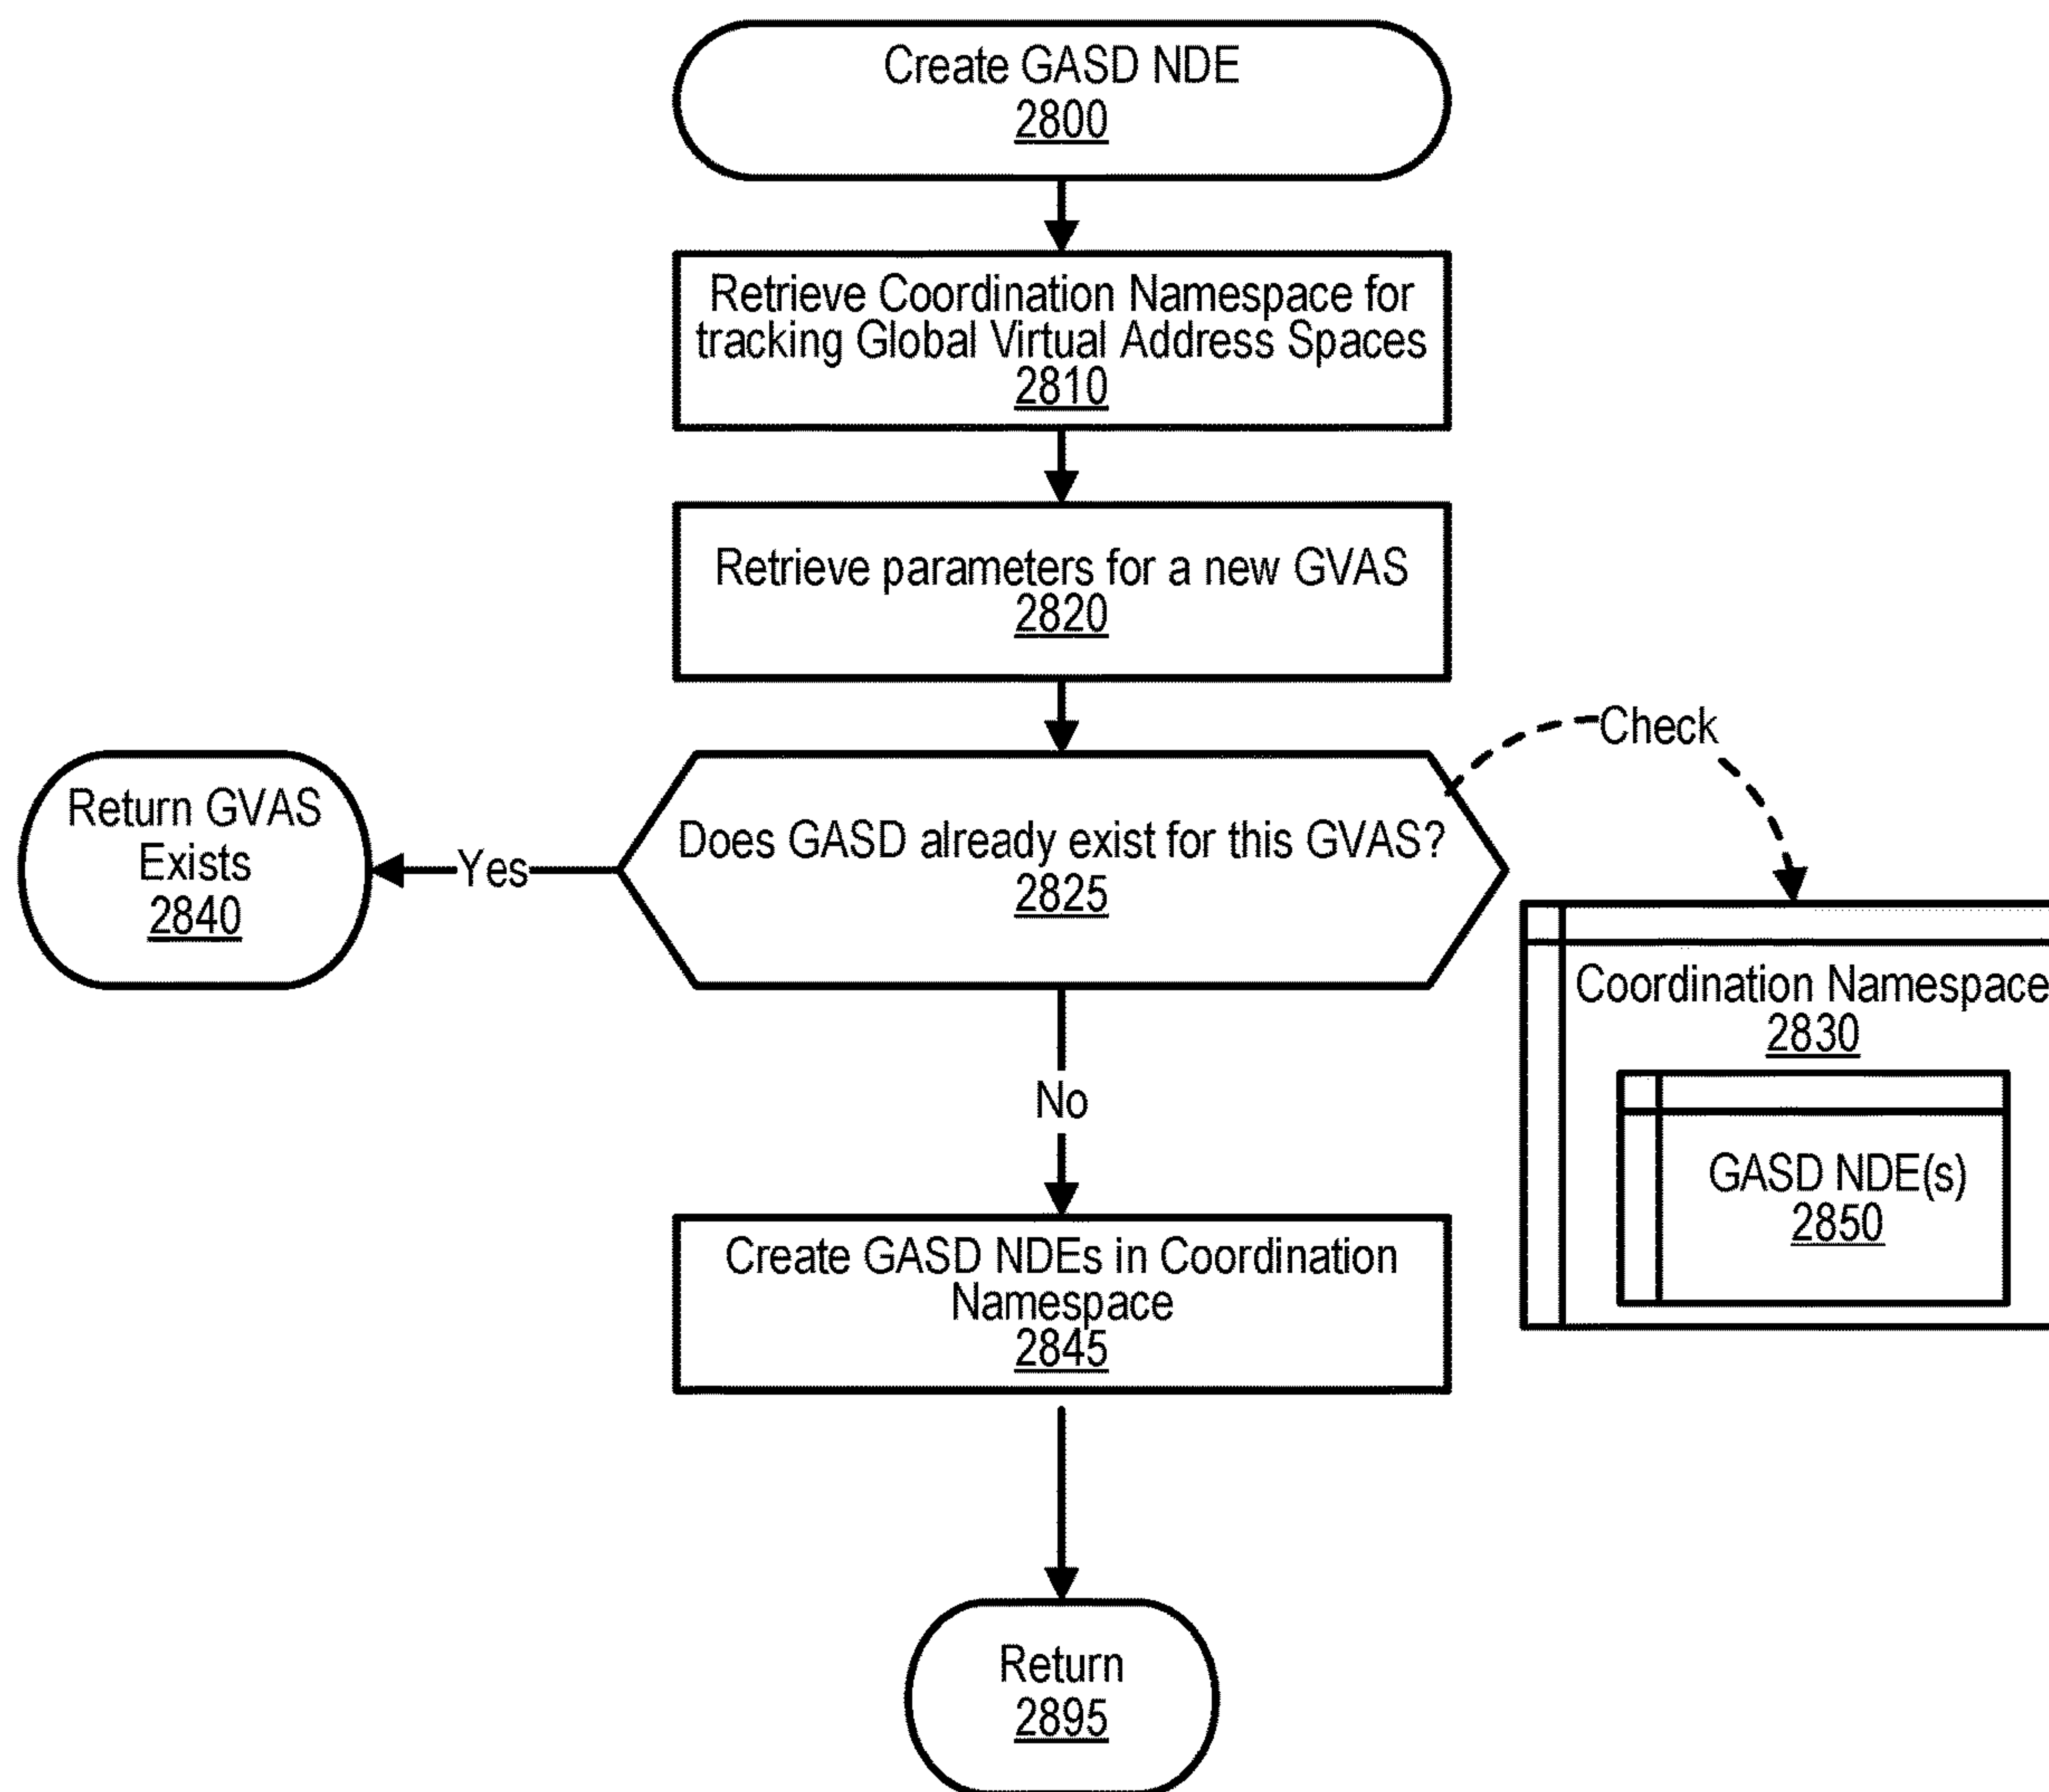 Create GASD NDE
2800
Retrieve Coordination Namespace for
tracking Global Virtual Address Spaces
2810
Retrieve parameters for a new GVAS
2820
Check
Return GVAS
Exists
2840
Yes
Does GASD already exist for this GVAS?
2825
Coordination Namespace
2830
No
GASD NDE(s)
2850
Create GASD NDEs in Coordination
Namespace
2845
Return
2895